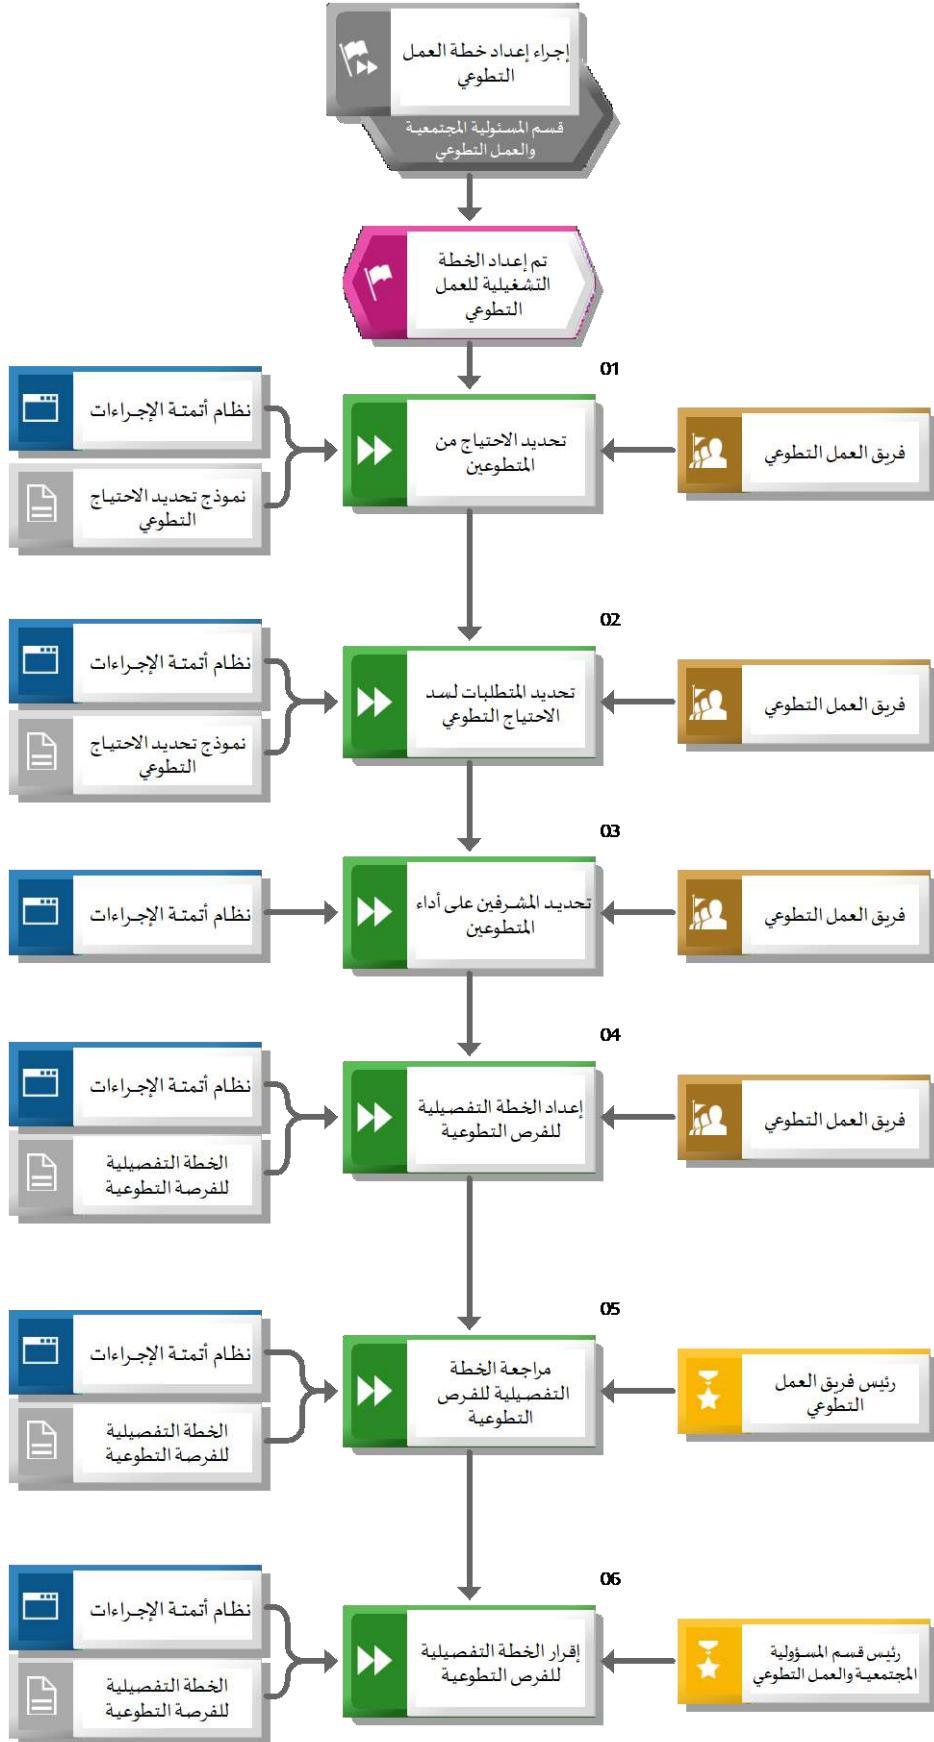 إجراء إعداد خطة العمل
التطوعي
قسم المسئولية المجتمعية
والعمل التطوعي
تم إعداد الخطة
التشغيلية للعمل
التطوعي
01
فريق العمل التطوعي
تحديد الاحتياج من
المتطوعين
نظام أتمتة الإجراءات
نموذج تحديد الاحتياج
التطوعي
02
فريق العمل التطوعي
تحديد المتطلبات لسد
الاحتياج التطوعي
نظام أتمتة الإجراءات
نموذج تحديد الاحتياج
التطوعي
03
فريق العمل التطوعي
تحديد المشرفين على أداء
المتطوعين
نظام أتمتة الإجراءات
04
فريق العمل التطوعي
إعداد الخطة التفصيلية
للفرص التطوعية
نظام أتمتة الإجراءات
الخطة التفصيلية
للفرصة التطوعية
05
رئيس فريق العمل
التطوعي
مراجعة الخطة
التفصيلية للفرص
التطوعية
نظام أتمتة الإجراءات
الخطة التفصيلية
للفرصة التطوعية
06
رئيس قسم المسؤولية
المجتمعية والعمل التطوعي
إقرار الخطة التفصيلية
للفرص التطوعية
نظام أتمتة الإجراءات
الخطة التفصيلية
للفرصة التطوعية